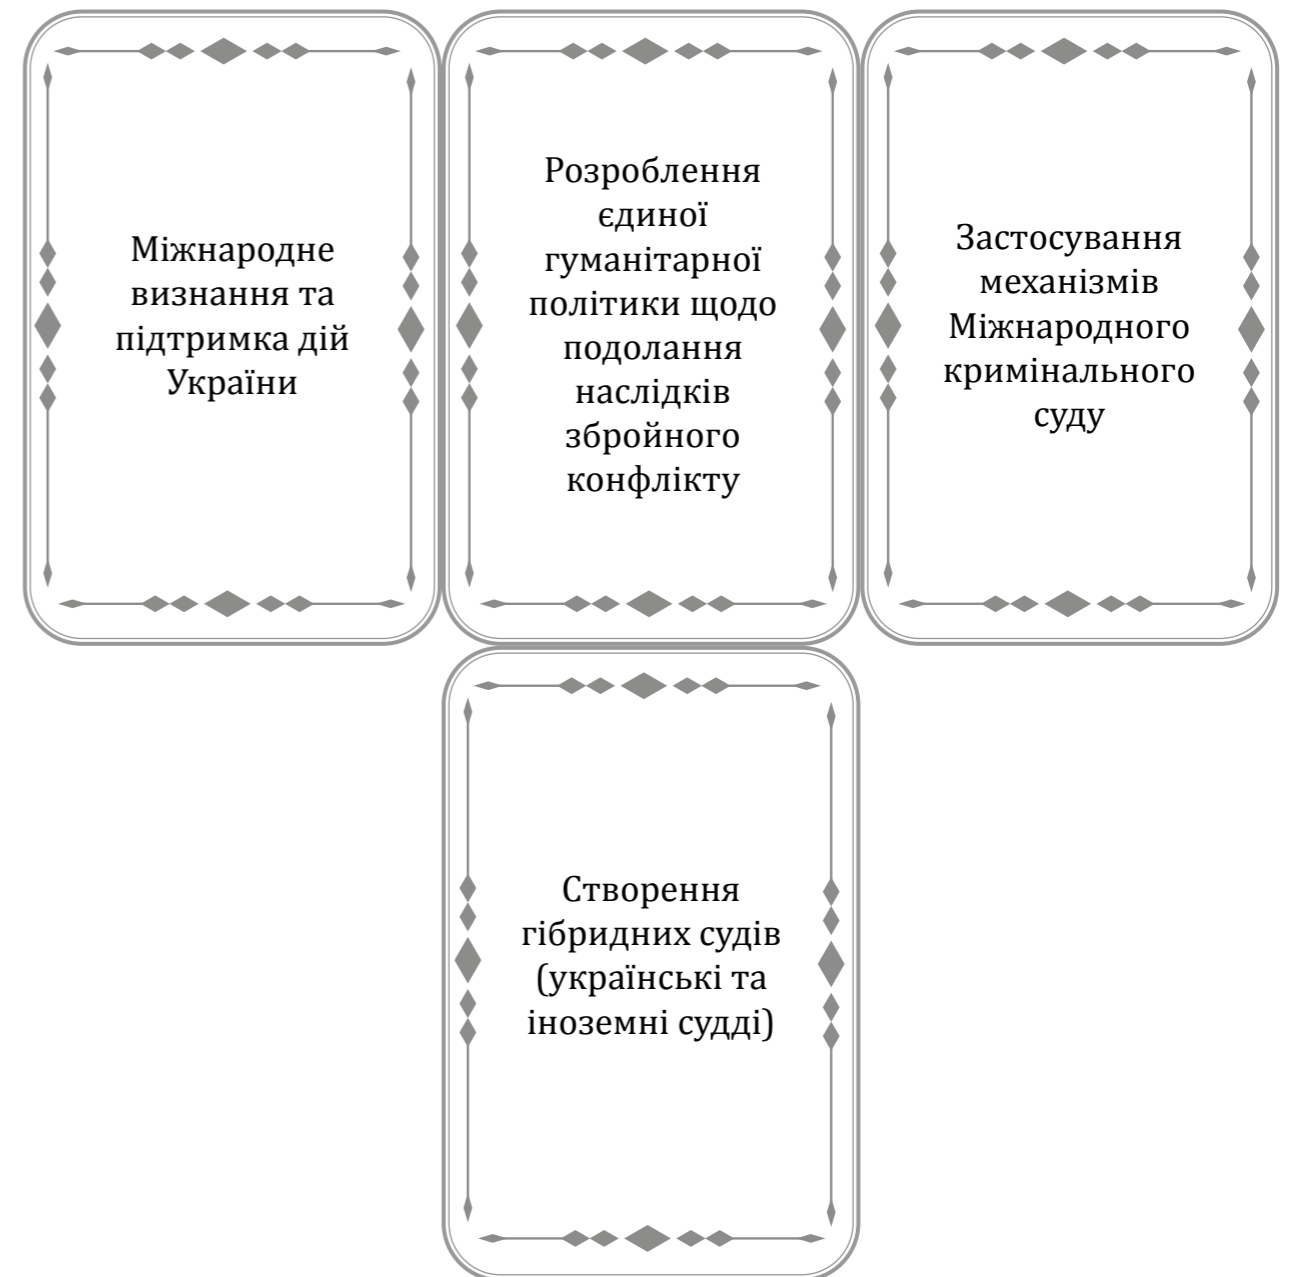 Міжнародне
визнання та
підтримка дій
України
Розроблення
єдиної
гуманітарної
політики щодо
подолання
наслідків
збройного
конфлікту
Застосування
механізмів
Міжнародного
кримінального
суду
Створення
гібридних судів
(українські та
іноземні судді)